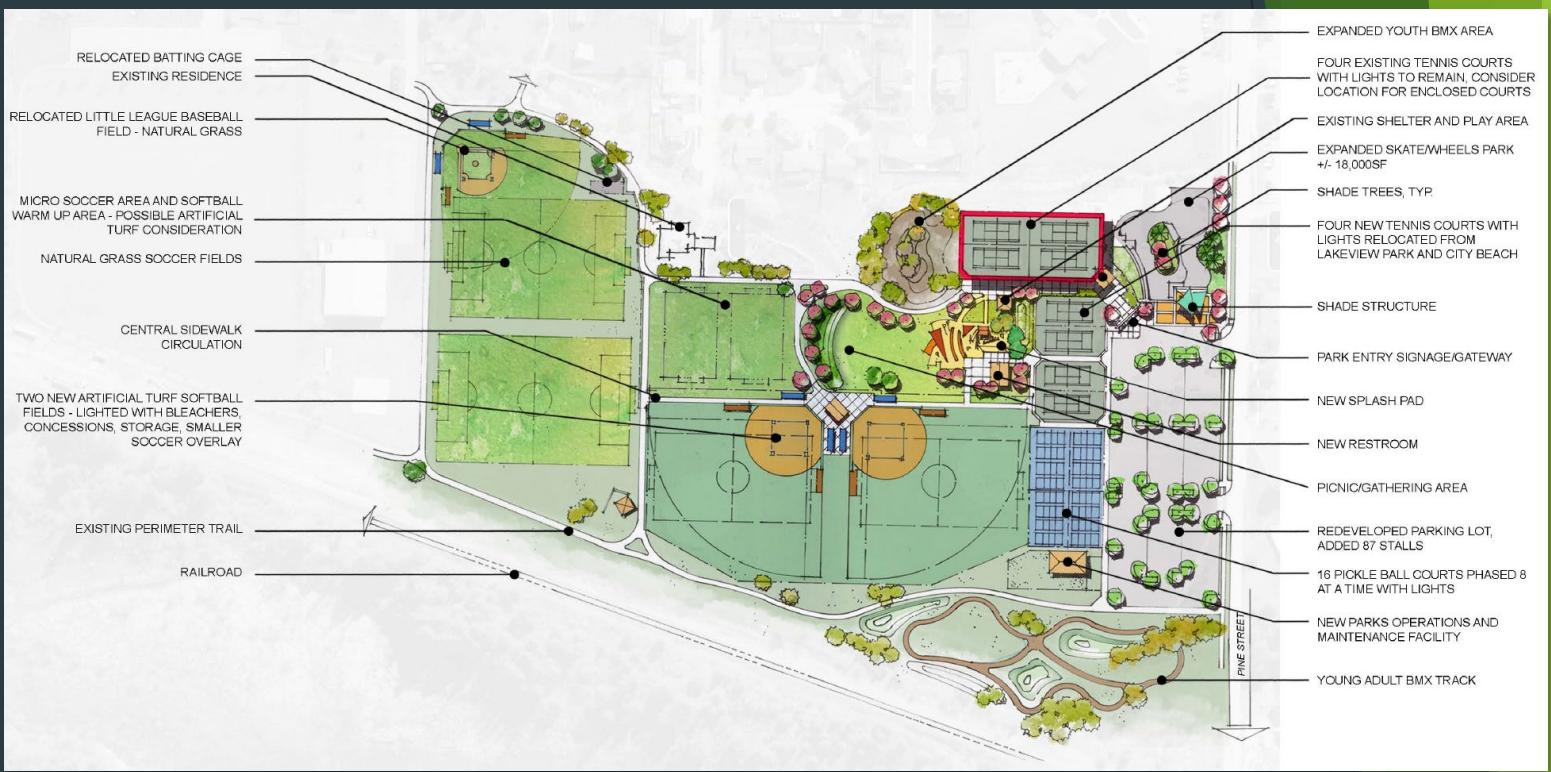 RELOCATED BATTING CAGE
EXISTING RESIDENCE
RELOCATED LITTLE LEAGUE BASEBALL
FIELD - NATURAL GRASS
MICRO SOCCER AREA AND SOFTBALL
WARM UP AREA - POSSIBLE ARTIFICIAL
TURF CONSIDERATION
NATURAL GRASS SOCCER FIELDS
CENTRAL SIDEWALK
CIRCULATION
TWO NEW ARTIFICIAL TURF SOFTBALL
FIELDS - LIGHTED WITH BLEACHERS,
CONCESSIONS, STORAGE, SMALLER
SOCCER OVERLAY
EXISTING PERIMETER TRAIL
RAILROAD
EXPANDED YOUTH BMX AREA
FOUR EXISTING TENNIS COURTS
WITH LIGHTS TO REMAIN, CONSIDER
LOCATION FOR ENCLOSED COURTS
EXISTING SHELTER AND PLAY AREA
EXPANDED SKATE/WHEELS PARK
+/- 18,000SF
SHADE TREES, TYP.
FOUR NEW TENNIS COURTS WITH
LIGHTS RELOCATED FROM
LAKEVIEW PARK AND CITY BEACH
SHADE STRUCTURE
PARK ENTRY SIGNAGE/GATEWAY
NEW SPLASH PAD
NEW RESTROOM
PICNIC/GATHERING AREA
REDEVELOPED PARKING LOT,
ADDED 87 STALLS
16 PICKLE BALL COURTS PHASED 8
AT A TIME WITH LIGHTS
NEW PARKS OPERATIONS AND
MAINTENANCE FACILITY
YOUNG ADULT BMX TRACK
PINE STREET